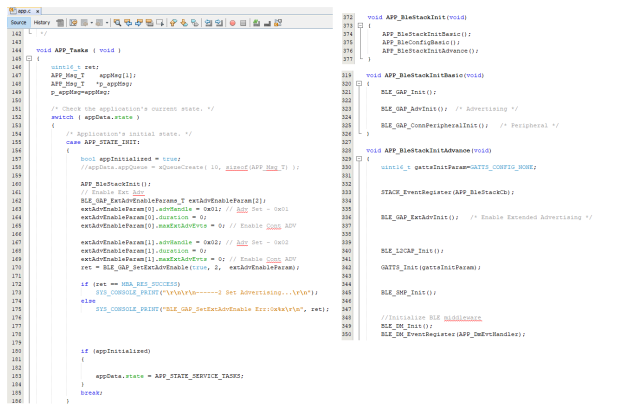 app.c x
Source History
142 */
143
144 void APP_Tasks ( void )
145 {
146 uint16_t ret;
147 APP_Msg_T appMsg[1];
148 APP_Msg_T *p_appMsg;
149 p_appMsg=appMsg;
150
151 /* Check the application's current state. */
152 switch ( appData.state )
153 {
154 /* Application's initial state. */
155 case APP_STATE_INIT:
156 {
157 bool appInitialized = true;
158 //appData.appQueue = xQueueCreate( 10, sizeof(APP_Msg_T) );
159
160 APP_BleStackInit();
161 // Enable Ext Adv
162 BLE_GAP_ExtAdvEnableParams_T extAdvEnableParam[2];
163 extAdvEnableParam[0].advHandle = 0x01; // Adv Set - 0x01
164 extAdvEnableParam[0].duration = 0;
165 extAdvEnableParam[0].maxExtAdvEvts = 0; // Enable Cont ADV
166
167 extAdvEnableParam[1].advHandle = 0x02; // Adv Set - 0x02
168 extAdvEnableParam[1].duration = 0;
169 extAdvEnableParam[1].maxExtAdvEvts = 0; // Enable Cont ADV
170 ret = BLE_GAP_SetExtAdvEnable(true, 2, extAdvEnableParam);
171
172 if (ret == MBA_RES_SUCCESS)
173 SYS_CONSOLE_PRINT("\r\n\r\n------2 Set Advertising...\r\n");
174 else
175 SYS_CONSOLE_PRINT("BLE_GAP_SetExtAdvEnable Err:0x%x\r\n", ret);
176
177
178
179
180 if (appInitialized)
181 {
182
183 appData.state = APP_STATE_SERVICE_TASKS;
184 }
185 break;
186 }
372 void APP_BleStackInit(void)
373 {
374 APP_BleStackInitBasic();
375 APP_BleConfigBasic();
376 APP_BleStackInitAdvance();
377 }
319 void APP_BleStackInitBasic(void)
320 {
321 BLE_GAP_Init();
322
323 BLE_GAP_AdvInit(); /* Advertising */
324
325 BLE_GAP_ConnPeripheralInit(); /* Peripheral */
326 }
327
328 void APP_BleStackInitAdvance(void)
329 {
330 uint16_t gattsInitParam=GATTS_CONFIG_NONE;
331
332
333 STACK_EventRegister(APP_BleStackCb);
334
335
336 BLE_GAP_ExtAdvInit(); /* Enable Extended Advertising */
337
338
339
340 BLE_L2CAP_Init();
341
342 GATTS_Init(gattsInitParam);
343
344
345 BLE_SMP_Init();
346
347
348 //Initialize BLE middleware
349 BLE_DM_Init();
350 BLE_DM_EventRegister(APP_DmEvtHandler);